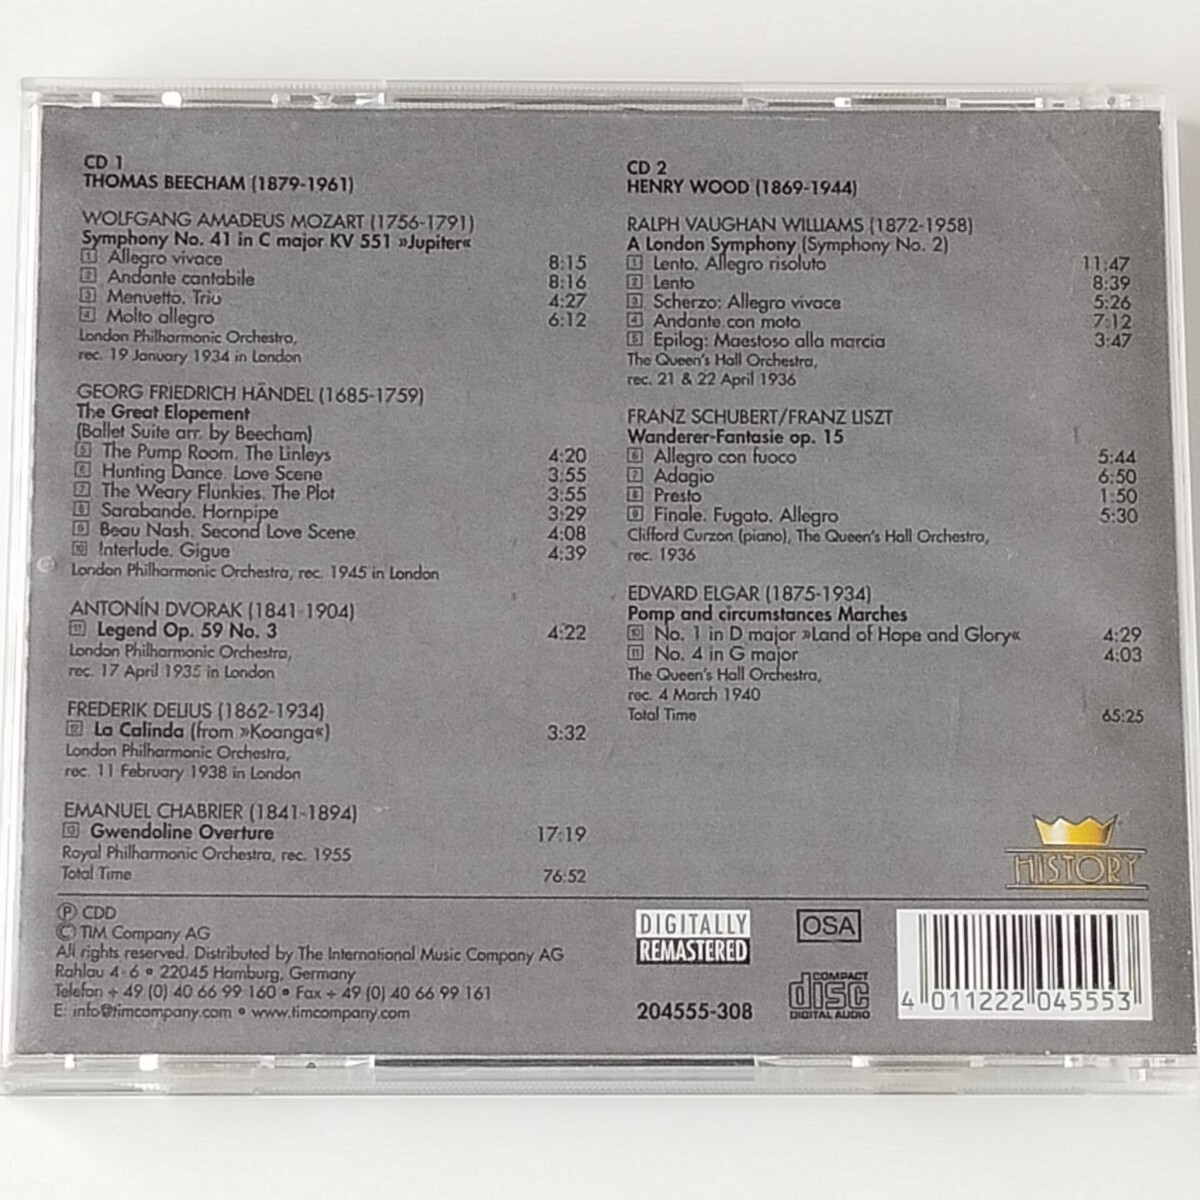 CD 1
THOMAS BEECHAM (1879-1961)
WOLFGANG AMADEUS MOZART (1756-1791)
Symphony No. 41 in C major KV 551 »Jupiter«
1 Allegro vivace 8:15
2 Andante cantabile 8:16
3 Menuetto. Trio 4:27
4 Molto allegro 6:12
London Philharmonic Orchestra,
rec. 19 January 1934 in London
GEORG FRIEDRICH HÄNDEL (1685-1759)
The Great Elopement
(Ballet Suite arr. by Beecham)
5 The Pump Room. The Linleys 4:20
6 Hunting Dance. Love Scene 3:55
7 The Weary Flunkies. The Plot 3:55
8 Sarabande. Hornpipe 3:29
9 Beau Nash. Second Love Scene 4:08
10 Interlude. Gigue 4:39
London Philharmonic Orchestra, rec. 1945 in London
ANTONÍN DVORAK (1841-1904)
11 Legend Op. 59 No. 3 4:22
London Philharmonic Orchestra,
rec. 17 April 1935 in London
FREDERIK DELIUS (1862-1934)
12 La Calinda (from »Koanga«) 3:32
London Philharmonic Orchestra,
rec. 11 February 1938 in London
EMANUEL CHABRIER (1841-1894)
13 Gwendoline Overture 17:19
Royal Philharmonic Orchestra, rec. 1955
Total Time 76:52
CD 2
HENRY WOOD (1869-1944)
RALPH VAUGHAN WILLIAMS (1872-1958)
A London Symphony (Symphony No. 2)
1 Lento. Allegro risoluto 11:47
2 Lento 8:39
3 Scherzo: Allegro vivace 5:26
4 Andante con moto 7:12
5 Epilog: Maestoso alla marcia 3:47
The Queen's Hall Orchestra,
rec. 21 & 22 April 1936
FRANZ SCHUBERT/FRANZ LISZT
Wanderer-Fantasie op. 15
6 Allegro con fuoco 5:44
7 Adagio 6:50
8 Presto 1:50
9 Finale. Fugato. Allegro 5:30
Clifford Curzon (piano), The Queen's Hall Orchestra,
rec. 1936
EDVARD ELGAR (1875-1934)
Pomp and circumstances Marches
10 No. 1 in D major »Land of Hope and Glory« 4:29
11 No. 4 in G major 4:03
The Queen's Hall Orchestra,
rec. 4 March 1940
Total Time 65:25
HISTORY
Ⓟ CDD
© TIM Company AG
All rights reserved. Distributed by The International Music Company AG
Rahlau 4-6 • 22045 Hamburg, Germany
Telefon + 49 (0) 40 66 99 160 • Fax + 49 (0) 40 66 99 161
E: info@timcompany.com • www.timcompany.com
DIGITALLY
REMASTERED
OSA
204555-308
COMPACT
disc
DIGITAL AUDIO
4 011222 045553